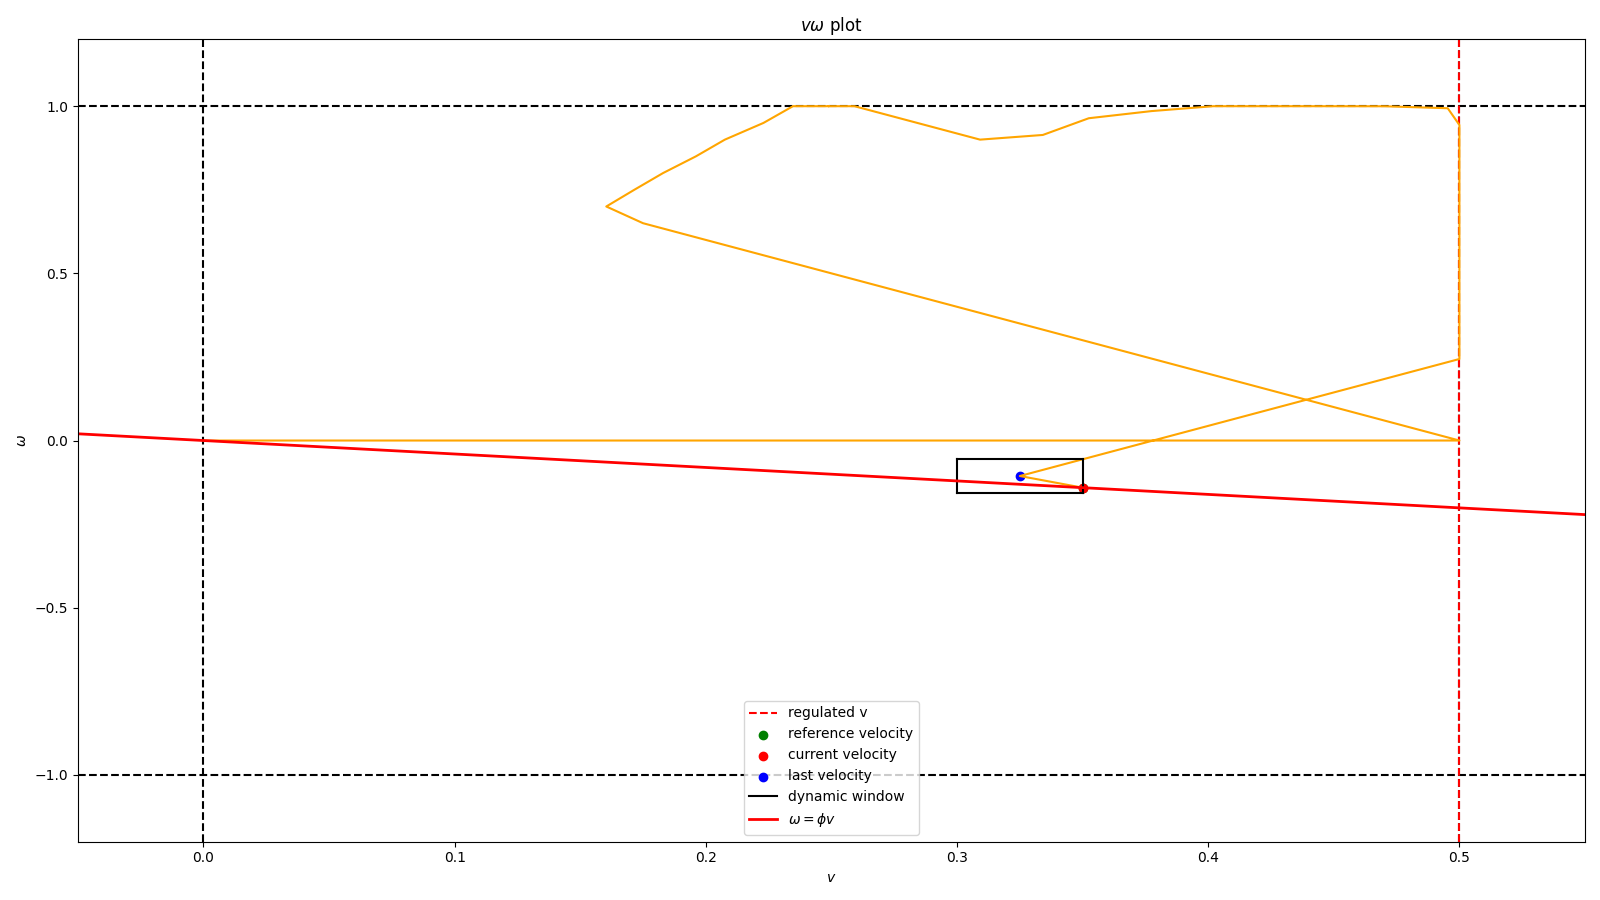 vω plot
1.0
0.5
0.0
−0.5
−1.0
ω
0.0 0.1 0.2 0.3 0.4 0.5
v
regulated v
reference velocity
current velocity
last velocity
dynamic window
ω = ϕv